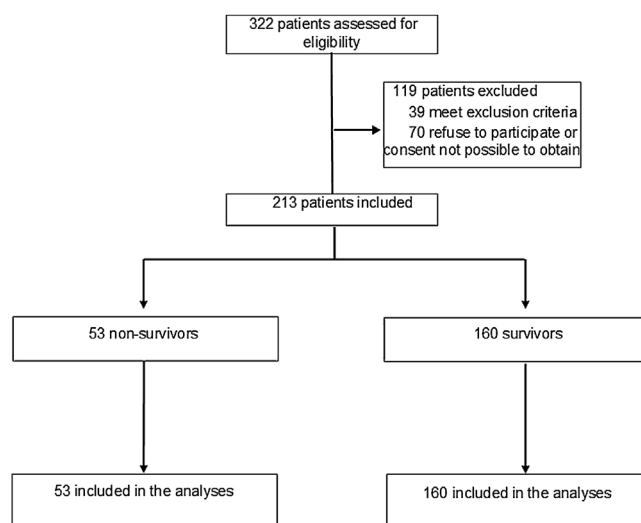 322 patients assessed for
eligibility
119 patients excluded
39 meet exclusion criteria
70 refuse to participate or
consent not possible to obtain
213 patients included
53 non-survivors
160 survivors
53 included in the analyses
160 included in the analyses